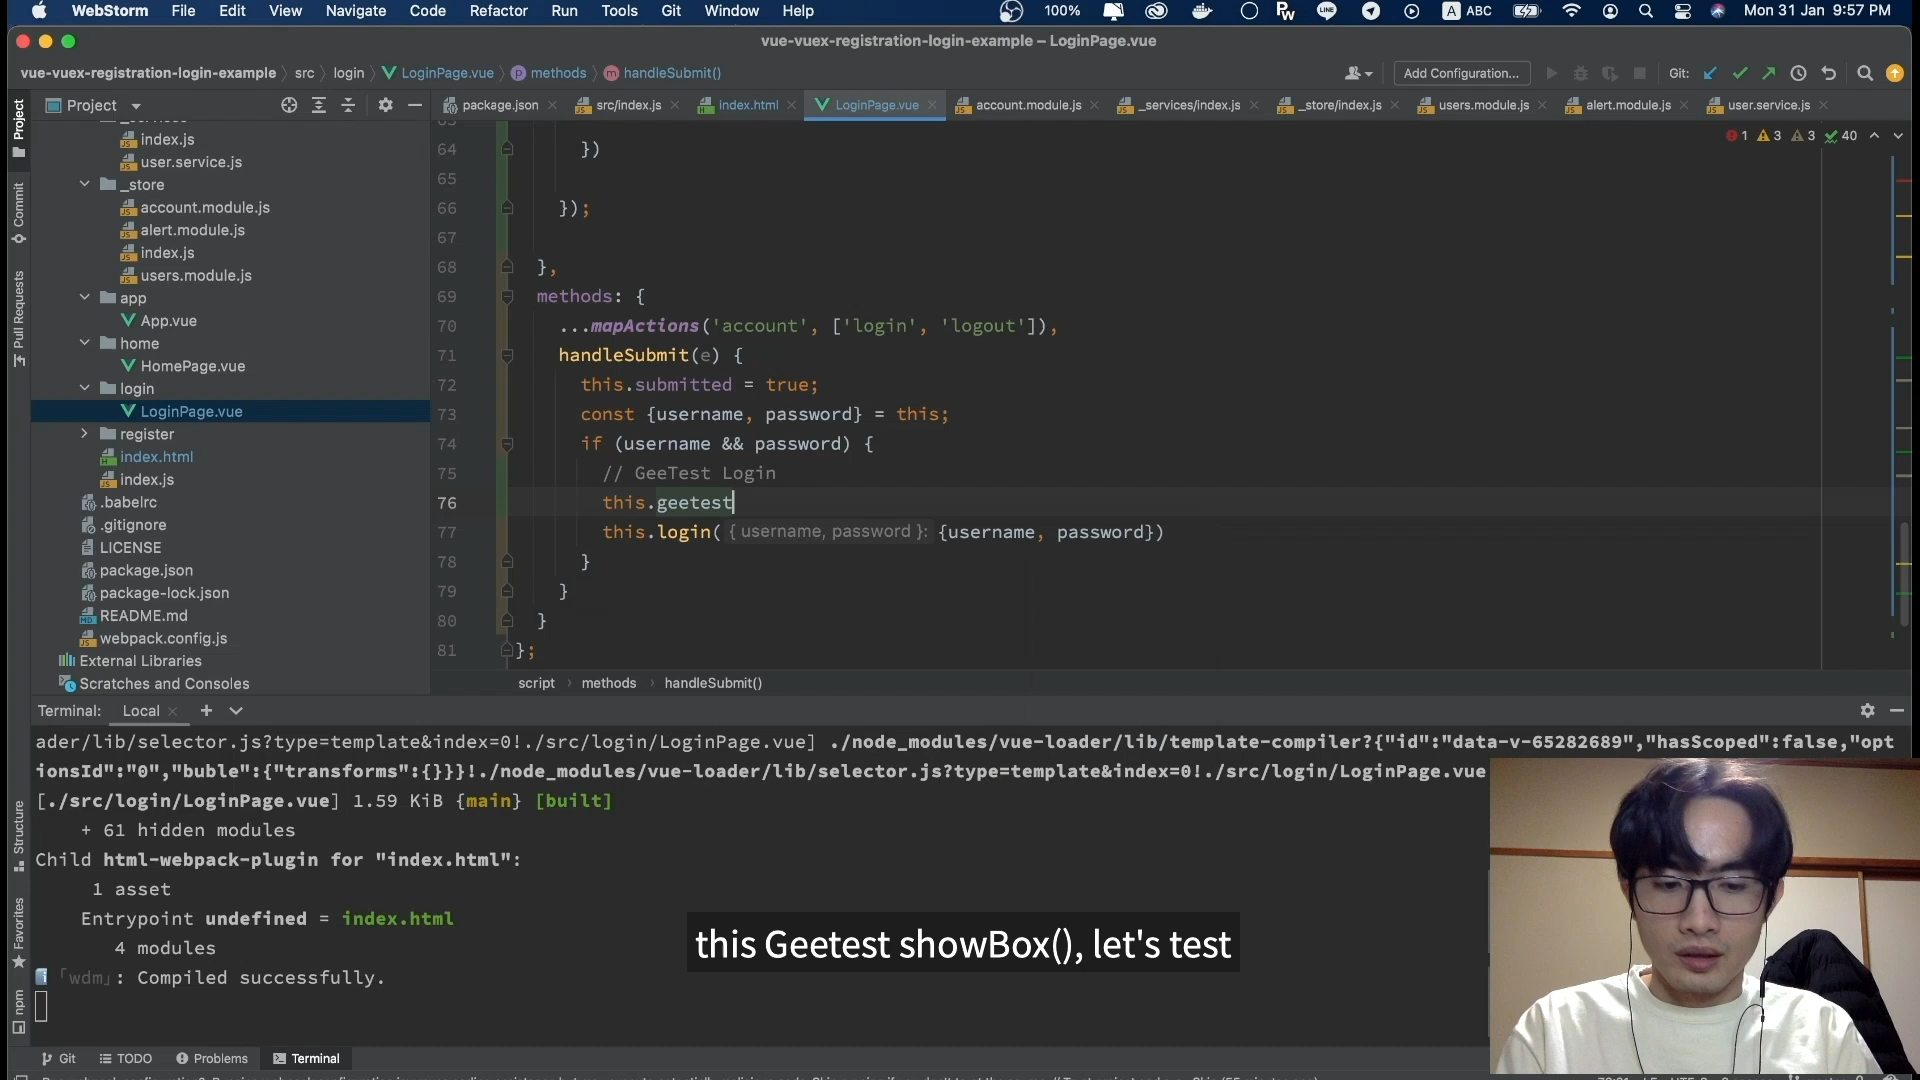 WebStorm File Edit View Navigate Code Refactor Run Tools Git Window Help 100% ABC Mon 31 Jan 9:57 PM
vue-vuex-registration-login-example – LoginPage.vue
vue-vuex-registration-login-example src login LoginPage.vue methods handleSubmit() Add Configuration... Git:
Project
package.json src/index.js index.html LoginPage.vue account.module.js _services/index.js _store/index.js users.module.js alert.module.js user.service.js
Project
Commit
Pull Requests
Structure
Favorites
npm
_services
index.js
user.service.js
_store
account.module.js
alert.module.js
index.js
users.module.js
app
App.vue
home
HomePage.vue
login
LoginPage.vue
register
index.html
index.js
.babelrc
.gitignore
LICENSE
package.json
package-lock.json
README.md
webpack.config.js
External Libraries
Scratches and Consoles
1 3 3 40
63
64 })
65
66 });
67
68 },
69 methods: {
70 ...mapActions('account', ['login', 'logout']),
71 handleSubmit(e) {
72 this.submitted = true;
73 const {username, password} = this;
74 if (username && password) {
75 // GeeTest Login
76 this.geetest
77 this.login( { username, password }: {username, password})
78 }
79 }
80 }
81 };
script methods handleSubmit()
Terminal: Local
ader/lib/selector.js?type=template&index=0!./src/login/LoginPage.vue] ./node_modules/vue-loader/lib/template-compiler?{"id":"data-v-65282689","hasScoped":false,"opt
ionsId":"0","buble":{"transforms":{}}}!./node_modules/vue-loader/lib/selector.js?type=template&index=0!./src/login/LoginPage.vue
[./src/login/LoginPage.vue] 1.59 KiB {main} [built]
+ 61 hidden modules
Child html-webpack-plugin for "index.html":
1 asset
Entrypoint undefined = index.html
4 modules
「wdm」: Compiled successfully.
this Geetest showBox(), let's test
Git TODO Problems Terminal